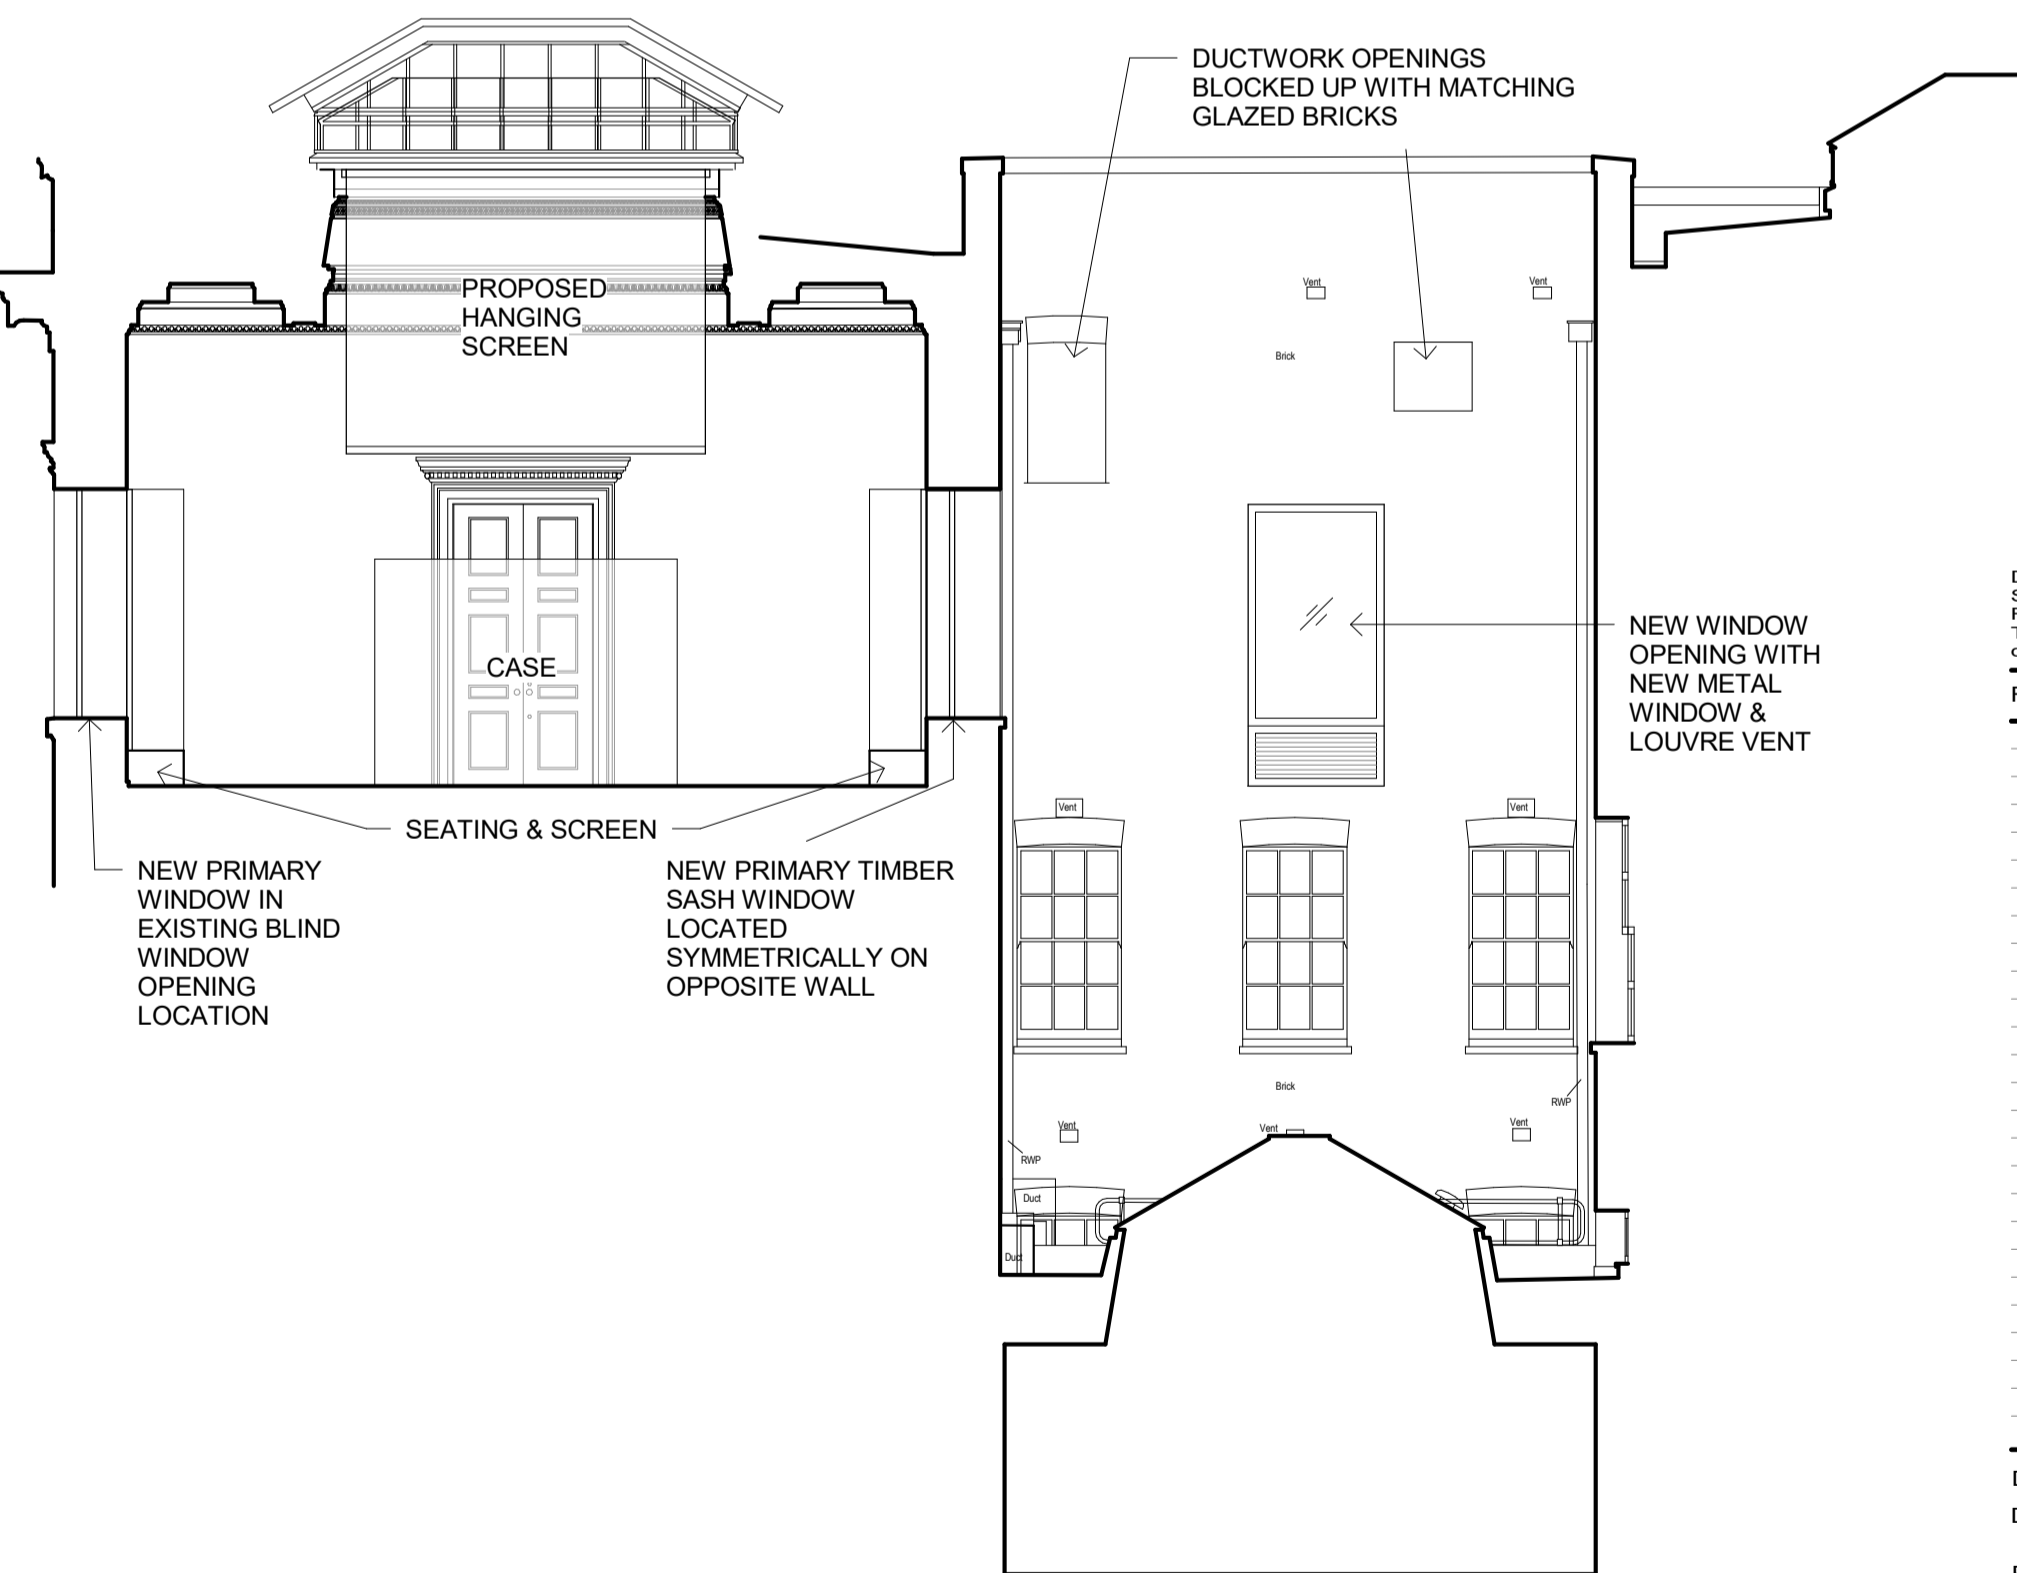 DUCTWORK OPENINGS
BLOCKED UP WITH MATCHING
GLAZED BRICKS
Vent
Vent
PROPOSED
HANGING
SCREEN
Brick
NEW WINDOW
OPENING WITH
NEW METAL
WINDOW &
LOUVRE VENT
CASE
Vent
Vent
SEATING & SCREEN
NEW PRIMARY
WINDOW IN
EXISTING BLIND
WINDOW
OPENING
LOCATION
NEW PRIMARY TIMBER
SASH WINDOW
LOCATED
SYMMETRICALLY ON
OPPOSITE WALL
Brick
RWP
Vent
Vent
Vent
RWP
Duct
Duct